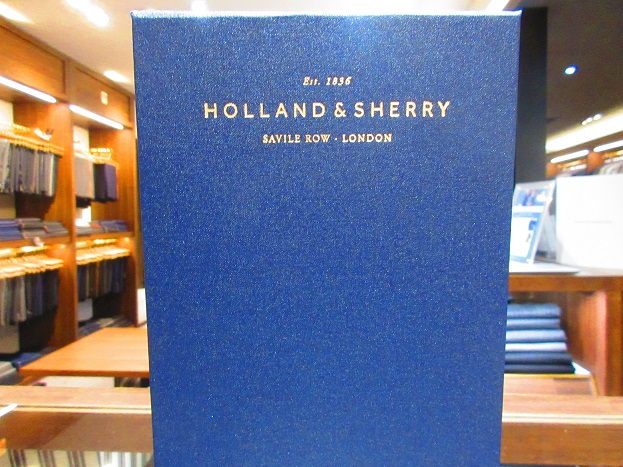 Est. 1836
HOLLAND & SHERRY
SAVILE ROW · LONDON